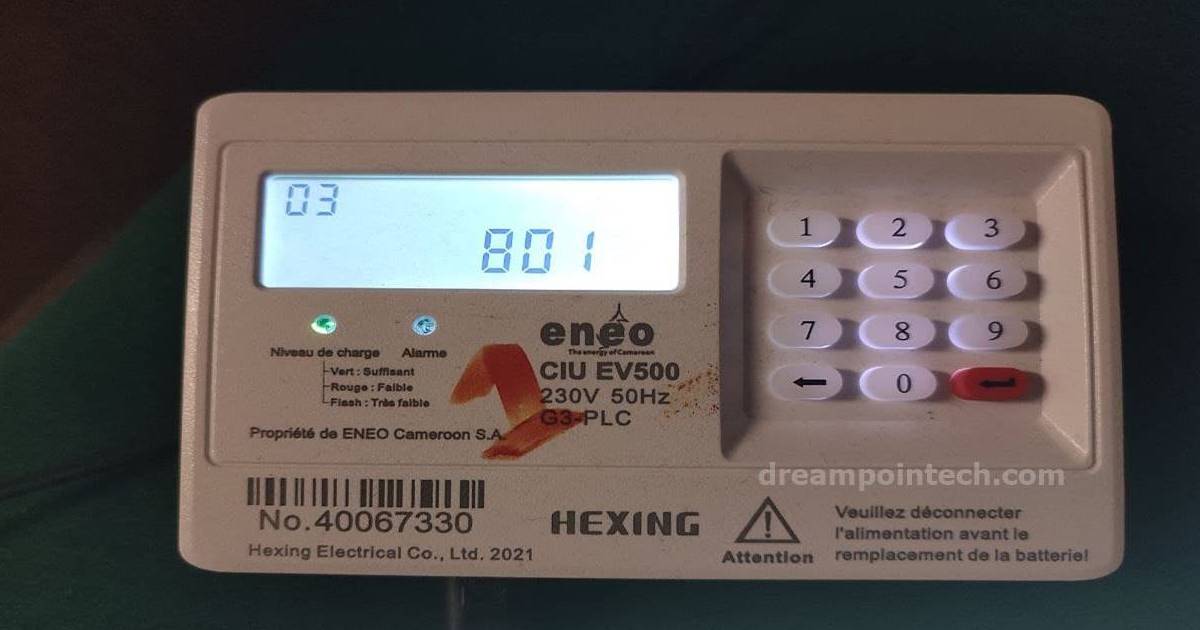 03
801
1 2 3
4 5 6
7 8 9
0
eneo
The energy of Cameroon
Niveau de charge Alarme
Vert : Suffisant
Rouge : Faible
Flash : Très faible
CIU EV500
230V 50Hz
G3-PLC
Propriété de ENEO Cameroon S.A.
dreampointech.com
No.40067330
Hexing Electrical Co., Ltd. 2021
HEXING
Attention
Veuillez déconnecter
l'alimentation avant le
remplacement de la batterie!